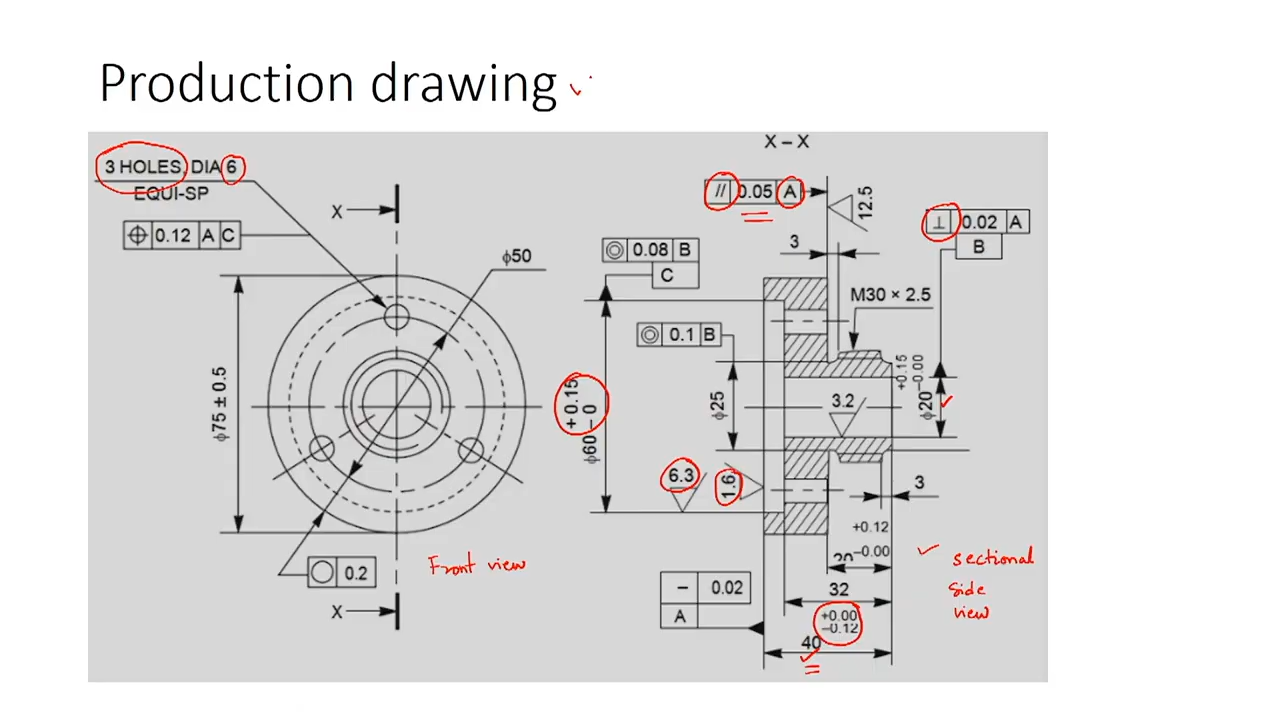 Production drawing
3 HOLES, DIA 6
EQUI-SP
⌖ 0.12 A C
X
ϕ50
ϕ75 ± 0.5
○ 0.2
X
Front view
X – X
// 0.05 A
12.5
⊥ 0.02 A
B
3
◎ 0.08 B
C
M30 × 2.5
◎ 0.1 B
+0.15
–0.00
ϕ20
3.2
ϕ25
+0.15
ϕ60 – 0
6.3
1.6
3
+0.12
–0.00
32
+0.00
–0.12
40
– 0.02
A
sectional
side
view